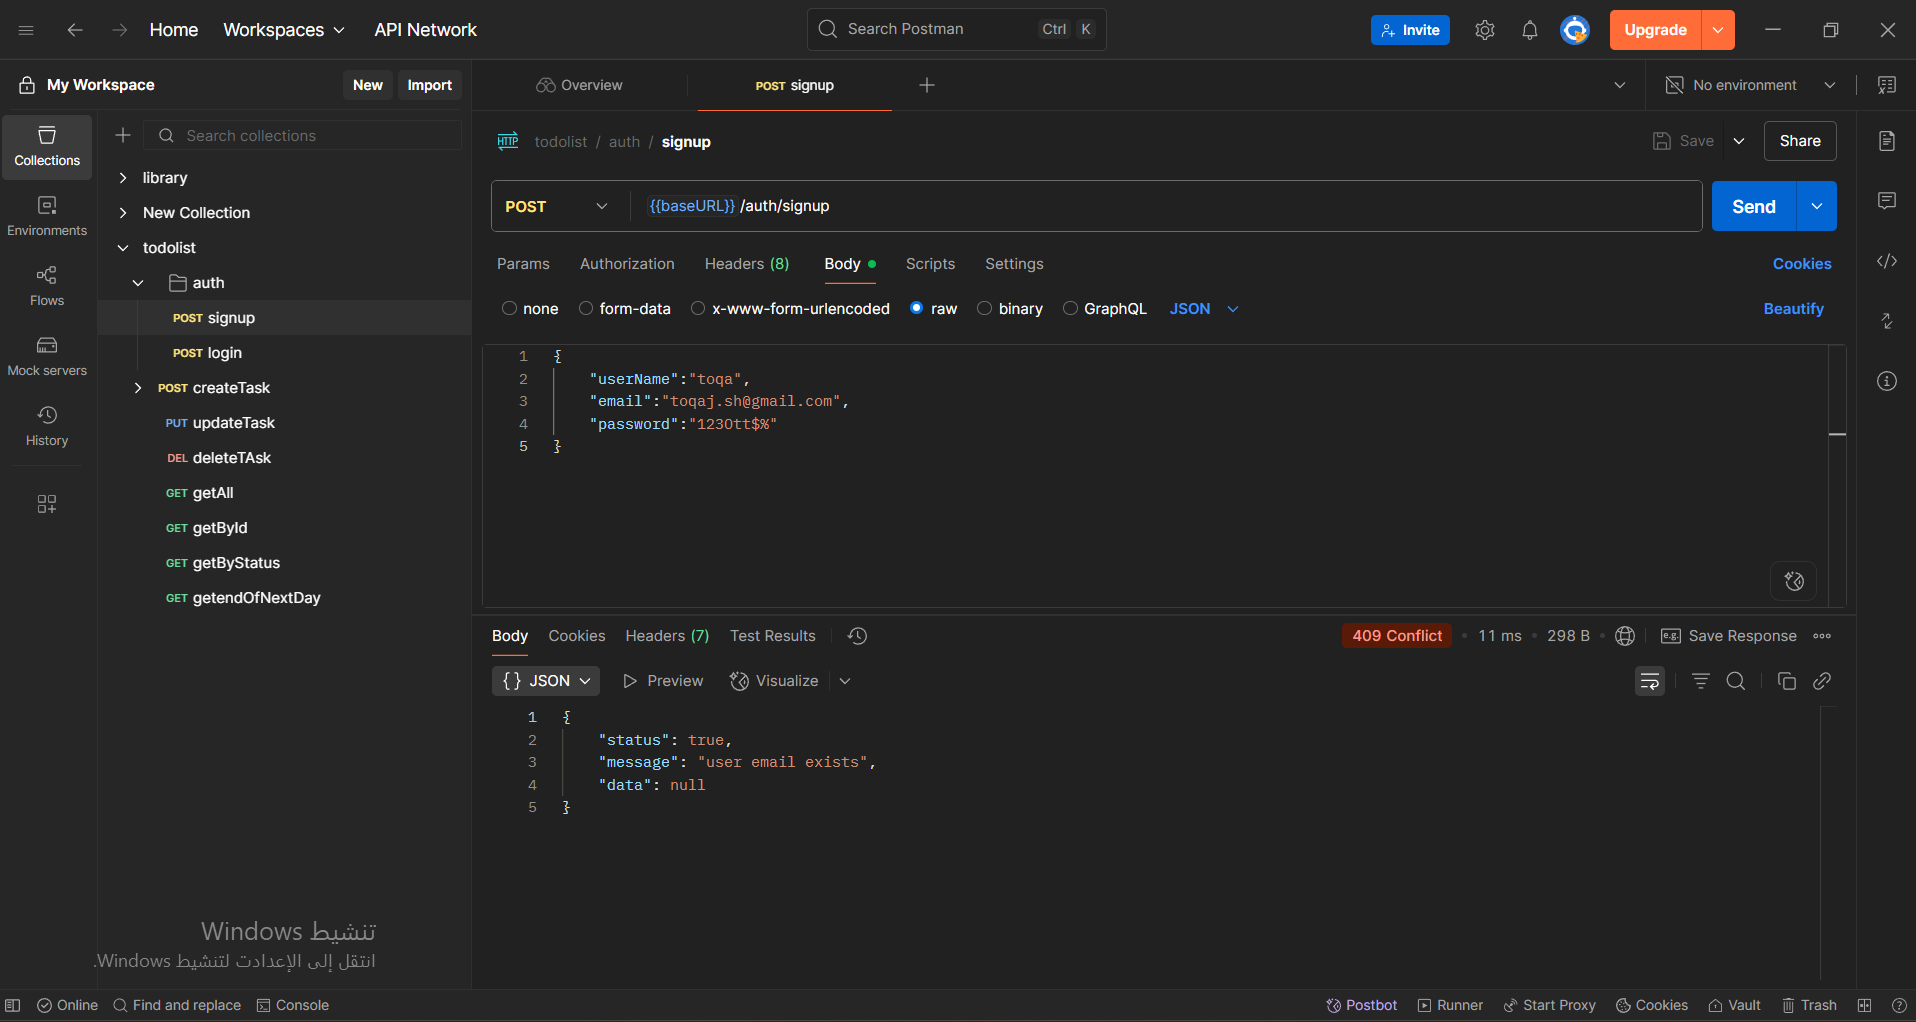 Home Workspaces API Network Search Postman Ctrl K Invite Upgrade
My Workspace New Import Overview POST signup No environment
Search collections
Collections
Environments
Flows
Mock servers
History
library
New Collection
todolist
auth
POST signup
POST login
POST createTask
PUT updateTask
DEL deleteTAsk
GET getAll
GET getById
GET getByStatus
GET getendOfNextDay
HTTP todolist / auth / signup Save Share
POST {{baseURL}} /auth/signup Send
Params Authorization Headers (8) Body Scripts Settings Cookies
none form-data x-www-form-urlencoded raw binary GraphQL JSON Beautify
1 {
2 "userName":"toqa",
3 "email":"toqaj.sh@gmail.com",
4 "password":"1230tt$%"
5 }
Body Cookies Headers (7) Test Results 409 Conflict 11 ms 298 B e.g. Save Response
{} JSON Preview Visualize
1 {
2 "status": true,
3 "message": "user email exists",
4 "data": null
5 }
تنشيط Windows
انتقل إلى الإعدادت لتنشيط Windows.
Online Find and replace Console Postbot Runner Start Proxy Cookies Vault Trash